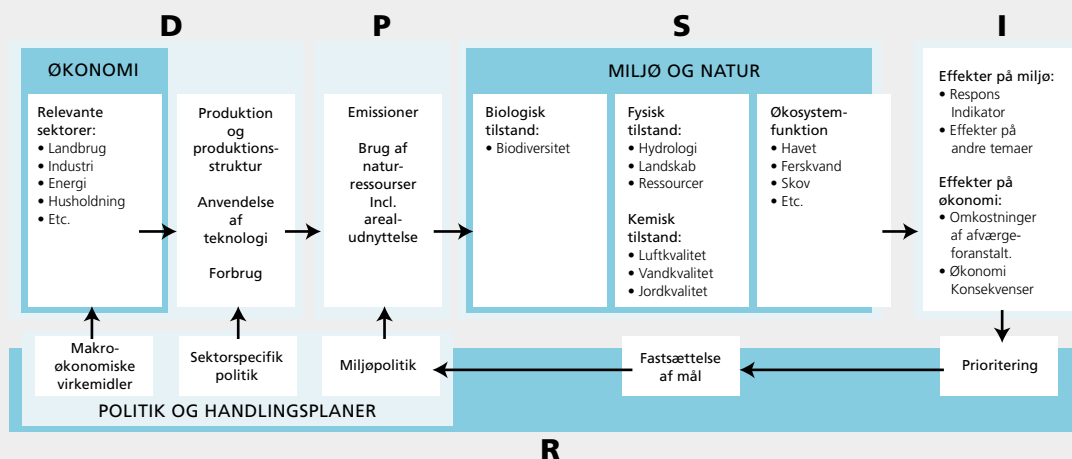 D
P
S
I
ØKONOMI
Relevante
sektorer:
• Landbrug
• Industri
• Energi
• Husholdning
• Etc.
Produktion
og
produktions-
struktur
Anvendelse
af
teknologi
Forbrug
Emissioner
Brug af
natur-
ressourser
Incl.
areal-
udnyttelse
MILJØ OG NATUR
Biologisk
tilstand:
• Biodiversitet
Fysisk
tilstand:
• Hydrologi
• Landskab
• Ressourcer
Kemisk
tilstand:
• Luftkvalitet
• Vandkvalitet
• Jordkvalitet
Økosystem-
funktion
• Havet
• Ferskvand
• Skov
• Etc.
Effekter på miljø:
• Respons
Indikator
• Effekter på
andre temaer
Effekter på
økonomi:
• Omkostninger
af afværge-
foranstalt.
• Økonomi
Konsekvenser
Makro-
økonomiske
virkemidler
Sektorspecifik
politik
Miljøpolitik
Fastsættelse
af mål
Prioritering
POLITIK OG HANDLINGSPLANER
R